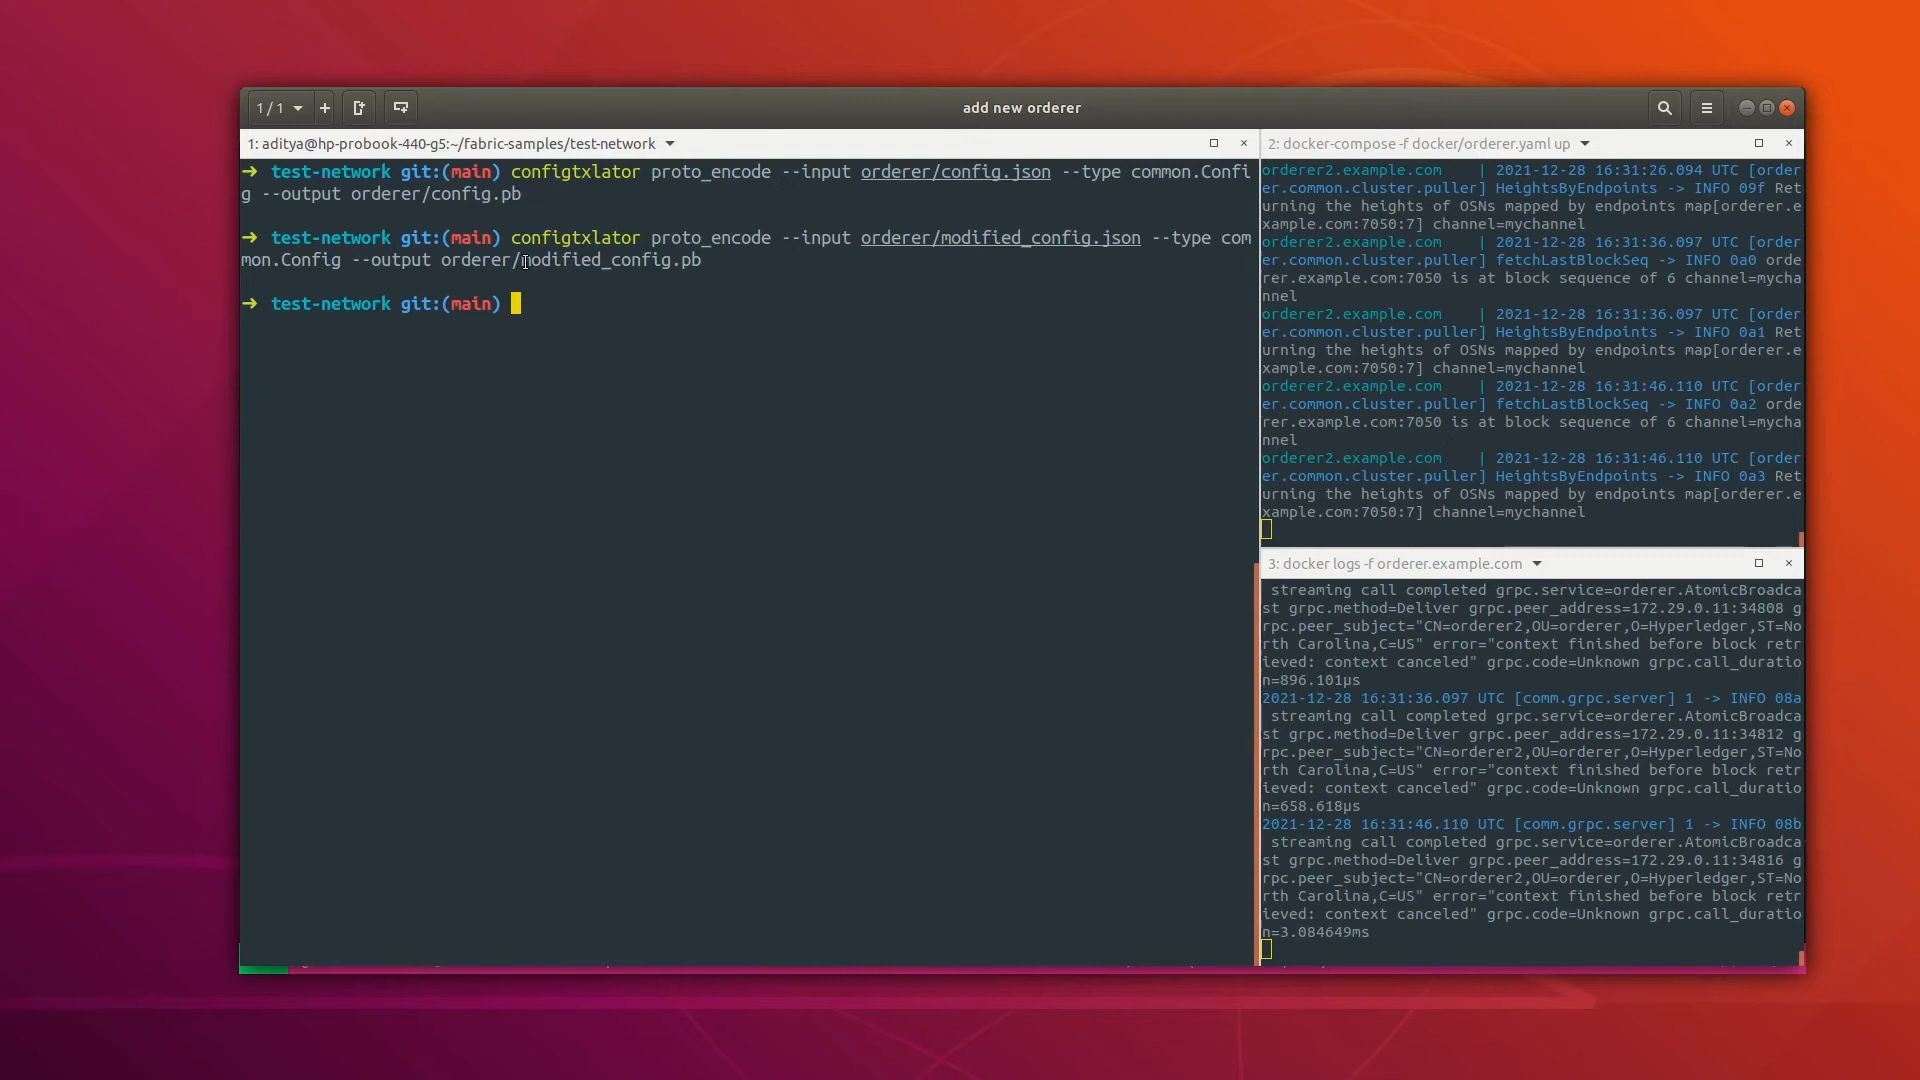 1 / 1
add new orderer
1: aditya@hp-probook-440-g5:~/fabric-samples/test-network
➜ test-network git:(main) configtxlator proto_encode --input orderer/config.json --type common.Confi
g --output orderer/config.pb
➜ test-network git:(main) configtxlator proto_encode --input orderer/modified_config.json --type com
mon.Config --output orderer/modified_config.pb
➜ test-network git:(main)
2: docker-compose -f docker/orderer.yaml up
orderer2.example.com | 2021-12-28 16:31:26.094 UTC [order
er.common.cluster.puller] HeightsByEndpoints -> INFO 09f Ret
urning the heights of OSNs mapped by endpoints map[orderer.e
xample.com:7050:7] channel=mychannel
orderer2.example.com | 2021-12-28 16:31:36.097 UTC [order
er.common.cluster.puller] fetchLastBlockSeq -> INFO 0a0 orde
rer.example.com:7050 is at block sequence of 6 channel=mycha
nnel
orderer2.example.com | 2021-12-28 16:31:36.097 UTC [order
er.common.cluster.puller] HeightsByEndpoints -> INFO 0a1 Ret
urning the heights of OSNs mapped by endpoints map[orderer.e
xample.com:7050:7] channel=mychannel
orderer2.example.com | 2021-12-28 16:31:46.110 UTC [order
er.common.cluster.puller] fetchLastBlockSeq -> INFO 0a2 orde
rer.example.com:7050 is at block sequence of 6 channel=mycha
nnel
orderer2.example.com | 2021-12-28 16:31:46.110 UTC [order
er.common.cluster.puller] HeightsByEndpoints -> INFO 0a3 Ret
urning the heights of OSNs mapped by endpoints map[orderer.e
xample.com:7050:7] channel=mychannel
3: docker logs -f orderer.example.com
streaming call completed grpc.service=orderer.AtomicBroadca
st grpc.method=Deliver grpc.peer_address=172.29.0.11:34808 g
rpc.peer_subject="CN=orderer2,OU=orderer,O=Hyperledger,ST=No
rth Carolina,C=US" error="context finished before block retr
ieved: context canceled" grpc.code=Unknown grpc.call_duratio
n=896.101µs
2021-12-28 16:31:36.097 UTC [comm.grpc.server] 1 -> INFO 08a
streaming call completed grpc.service=orderer.AtomicBroadca
st grpc.method=Deliver grpc.peer_address=172.29.0.11:34812 g
rpc.peer_subject="CN=orderer2,OU=orderer,O=Hyperledger,ST=No
rth Carolina,C=US" error="context finished before block retr
ieved: context canceled" grpc.code=Unknown grpc.call_duratio
n=658.618µs
2021-12-28 16:31:46.110 UTC [comm.grpc.server] 1 -> INFO 08b
streaming call completed grpc.service=orderer.AtomicBroadca
st grpc.method=Deliver grpc.peer_address=172.29.0.11:34816 g
rpc.peer_subject="CN=orderer2,OU=orderer,O=Hyperledger,ST=No
rth Carolina,C=US" error="context finished before block retr
ieved: context canceled" grpc.code=Unknown grpc.call_duratio
n=3.084649ms